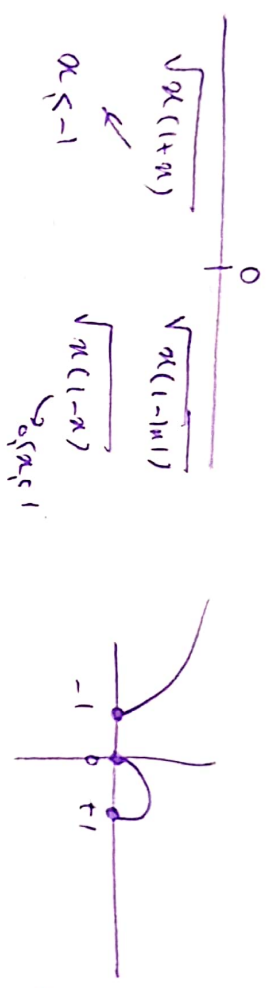 0
√x(1+x) √x(1-|x|)
x ≤ -1 √x(1-x)
0 ≤ x ≤ 1
-1 0 +1